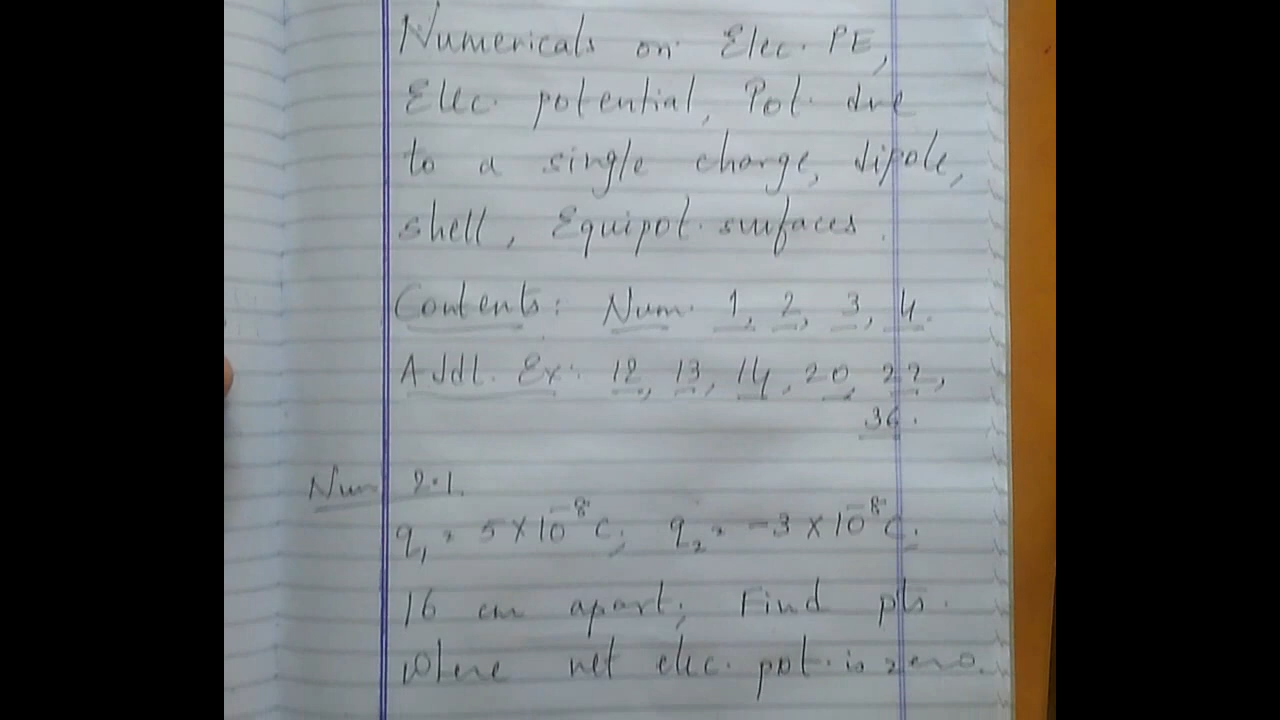 Numericals on Elec. PE,
Elec. potential, Pot. due
to a single charge, dipole,
shell, Equipot. surfaces.
Contents: Num. 1, 2, 3, 4.
Addl. Ex: 12, 13, 14, 20, 22,
36.
Num 2.1.
q₁ = 5 × 10⁻⁸ C; q₂ = -3 × 10⁻⁸ C.
16 cm apart; Find pts.
where net elec. pot. is zero.